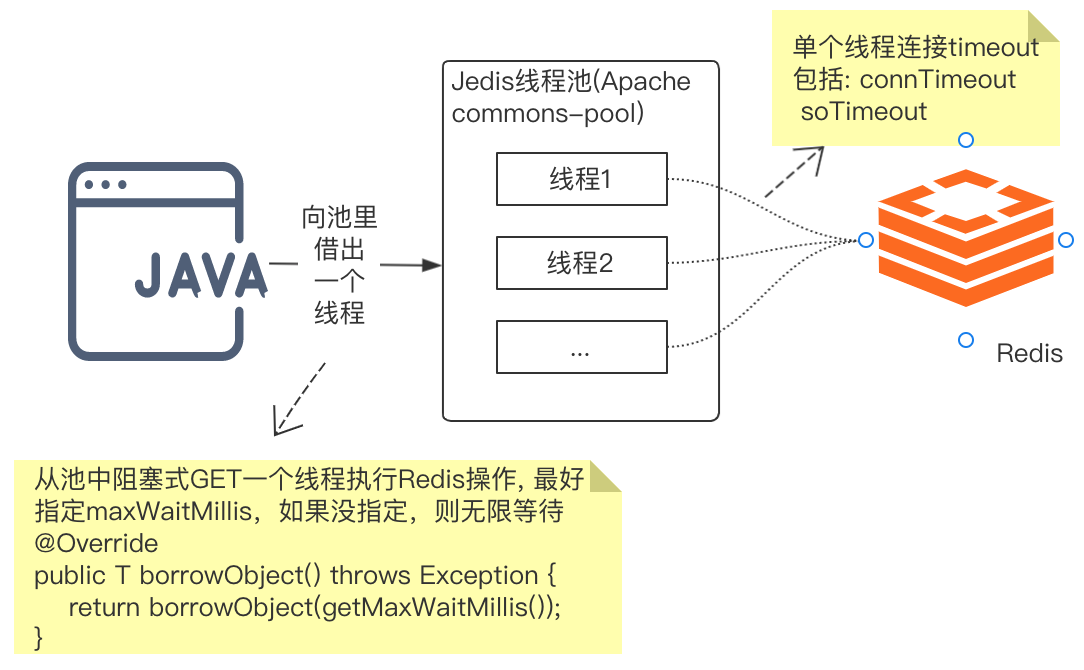 单个线程连接timeout
包括: connTimeout
soTimeout
Jedis线程池(Apache
commons-pool)
线程1
线程2
...
向池里
借出
一个
线程
JAVA
Redis
从池中阻塞式GET一个线程执行Redis操作, 最好
指定maxWaitMillis，如果没指定，则无限等待
@Override
public T borrowObject() throws Exception {
    return borrowObject(getMaxWaitMillis());
}